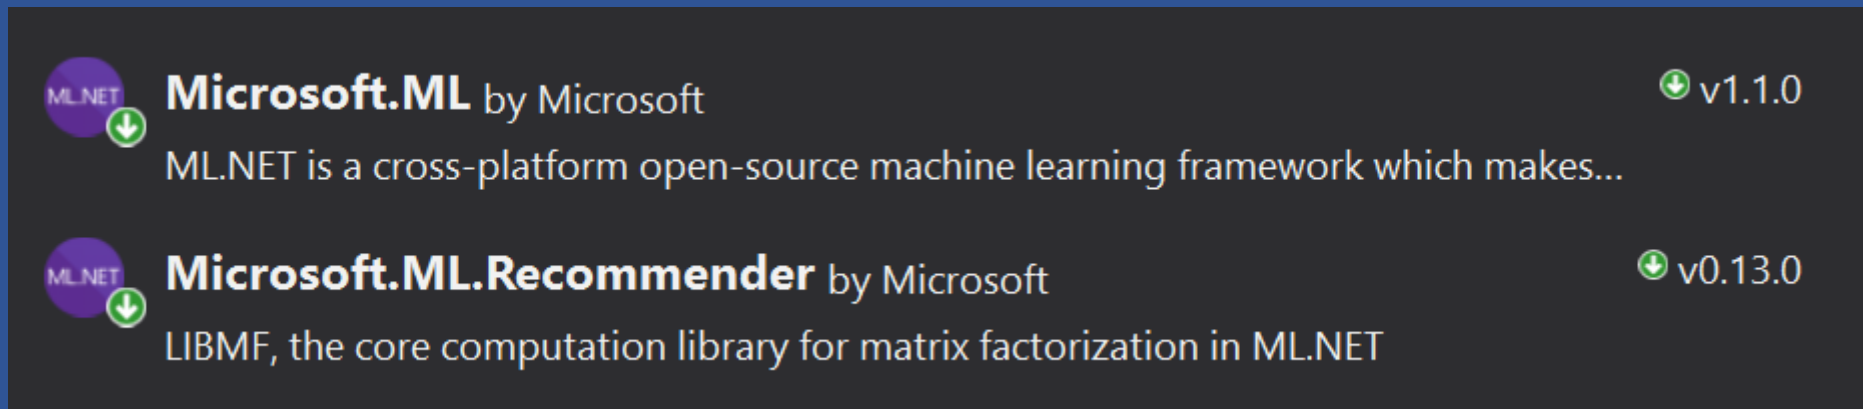 ML.NET
Microsoft.ML by Microsoft
v1.1.0
ML.NET is a cross-platform open-source machine learning framework which makes...
ML.NET
Microsoft.ML.Recommender by Microsoft
v0.13.0
LIBMF, the core computation library for matrix factorization in ML.NET